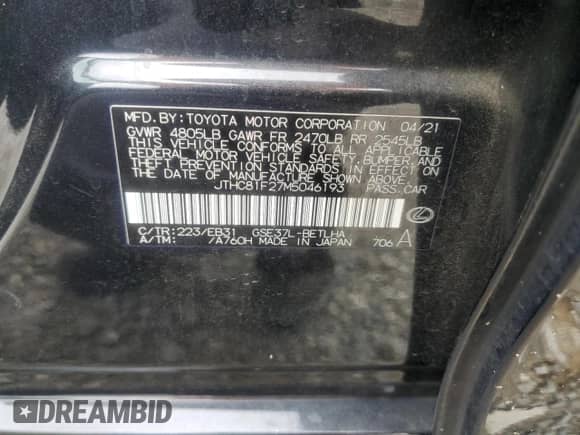 MFD. BY: TOYOTA MOTOR CORPORATION 04/21
GVWR 4805LB GAWR FR 2470LB RR 2545LB
THIS VEHICLE CONFORMS TO ALL APPLICABLE
FEDERAL MOTOR VEHICLE SAFETY, BUMPER, AND
THEFT PREVENTION STANDARDS IN EFFECT ON
THE DATE OF MANUFACTURE SHOWN ABOVE.
JTHC81F27M5046193 PASS.CAR
C/TR:223/EB31 GSE37L-BETLHA
A/TM: /A760H MADE IN JAPAN 706 A
DREAMBID